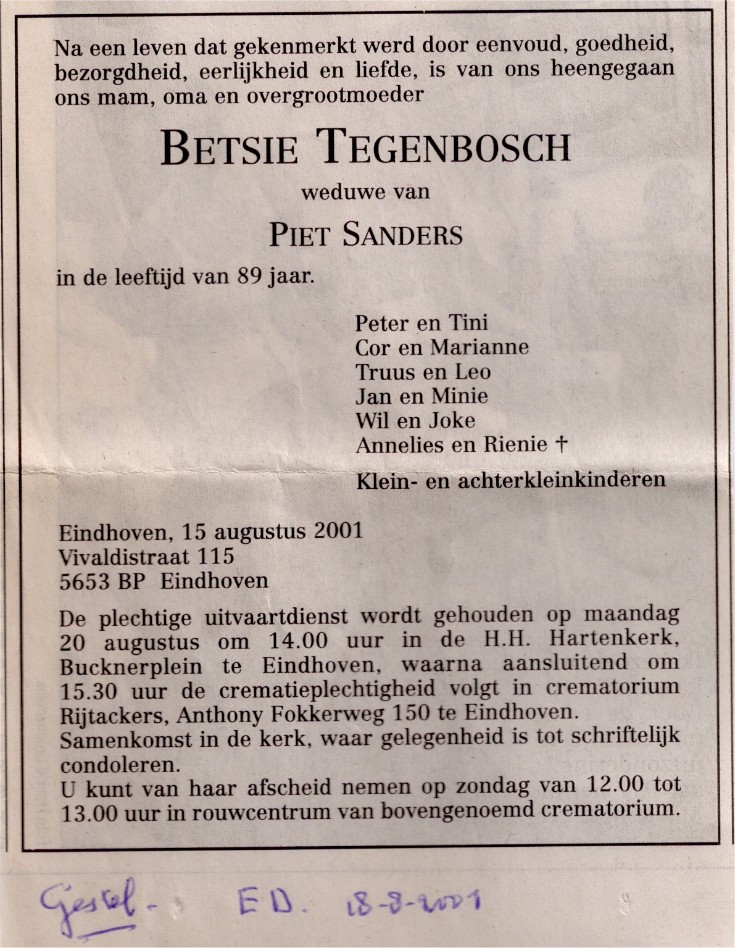 Na een leven dat gekenmerkt werd door eenvoud, goedheid,
bezorgdheid, eerlijkheid en liefde, is van ons heengegaan
ons mam, oma en overgrootmoeder
BETSIE TEGENBOSCH
weduwe van
PIET SANDERS
in de leeftijd van 89 jaar.
Peter en Tini
Cor en Marianne
Truus en Leo
Jan en Minie
Wil en Joke
Annelies en Rienie †
Klein- en achterkleinkinderen
Eindhoven, 15 augustus 2001
Vivaldistraat 115
5653 BP Eindhoven
De plechtige uitvaartdienst wordt gehouden op maandag
20 augustus om 14.00 uur in de H.H. Hartenkerk,
Bucknerplein te Eindhoven, waarna aansluitend om
15.30 uur de crematieplechtigheid volgt in crematorium
Rijtackers, Anthony Fokkerweg 150 te Eindhoven.
Samenkomst in de kerk, waar gelegenheid is tot schriftelijk
condoleren.
U kunt van haar afscheid nemen op zondag van 12.00 tot
13.00 uur in rouwcentrum van bovengenoemd crematorium.
Gestel - ED. 18-8-2001